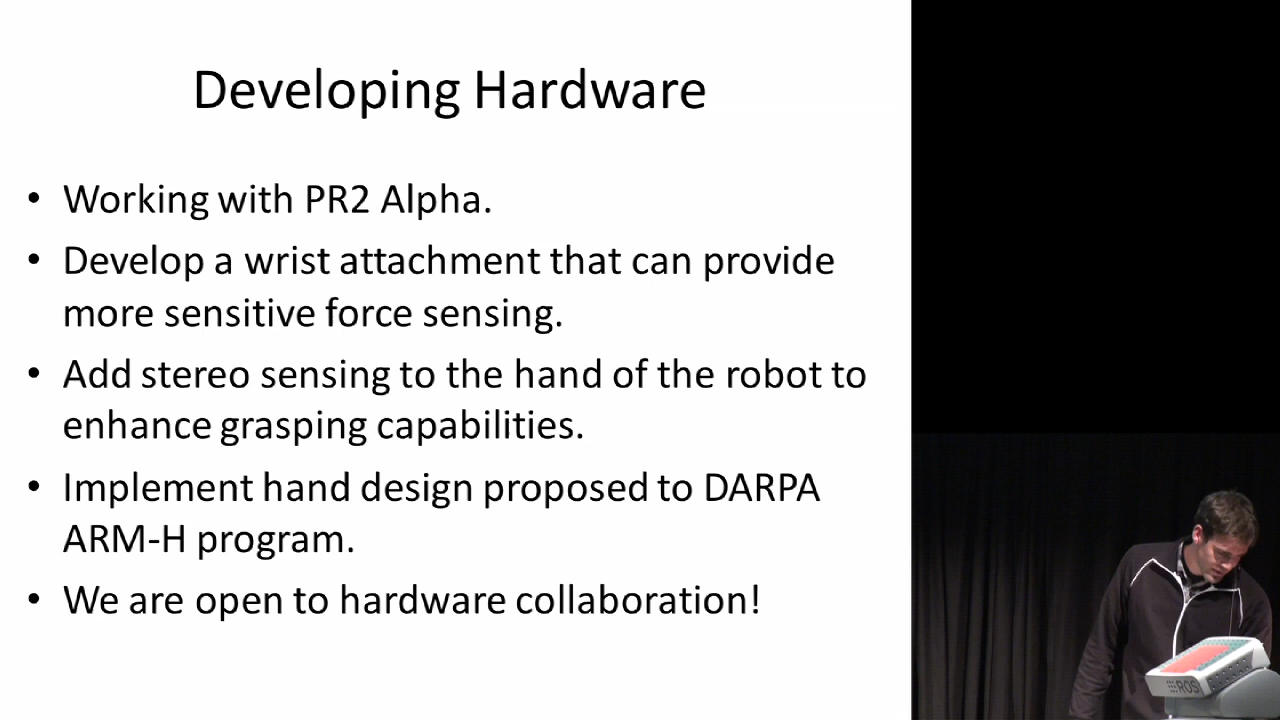 Developing Hardware
• Working with PR2 Alpha.
• Develop a wrist attachment that can provide
more sensitive force sensing.
• Add stereo sensing to the hand of the robot to
enhance grasping capabilities.
• Implement hand design proposed to DARPA
ARM-H program.
• We are open to hardware collaboration!
:::ROS